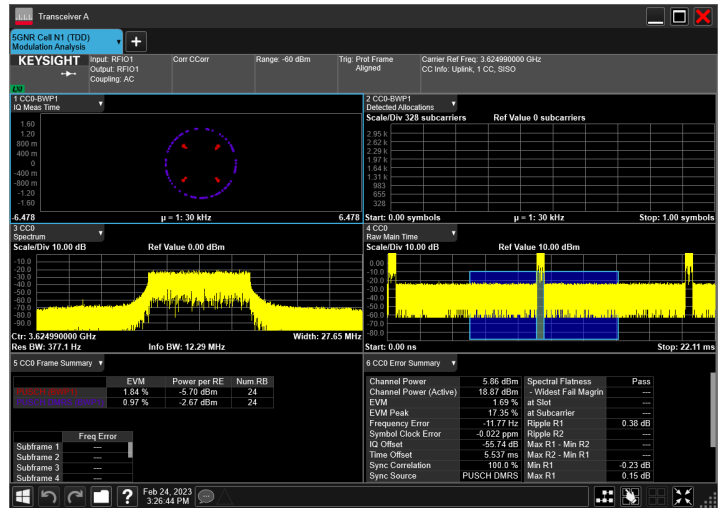 Transceiver A
5GNR Cell N1 (TDD)
Modulation Analysis
KEYSIGHT
LXI
Input: RFIO1
Output: RFIO1
Coupling: AC
Corr CCorr
Range: -60 dBm
Trig: Prot Frame
Aligned
Carrier Ref Freq: 3.624990000 GHz
CC Info: Uplink, 1 CC, SISO
1 CC0-BWP1
IQ Meas Time
1.60
1.20
800 m
400 m
0
-400 m
-800 m
-1.20
-1.60
-6.478 μ = 1: 30 kHz 6.478
2 CC0-BWP1
Detected Allocations
Scale/Div 328 subcarriers Ref Value 0 subcarriers
2.95 k
2.62 k
2.29 k
1.97 k
1.64 k
1.31 k
983
655
328
Start: 0.00 symbols μ = 1: 30 kHz Stop: 1.00 symbols
3 CC0
Spectrum
Scale/Div 10.00 dB Ref Value 0.00 dBm
-10.0
-20.0
-30.0
-40.0
-50.0
-60.0
-70.0
-80.0
-90.0
Ctr: 3.624990000 GHz Width: 27.65 MHz
Res BW: 377.1 Hz Info BW: 12.29 MHz
4 CC0
Raw Main Time
Scale/Div 10.00 dB Ref Value 10.00 dBm
0.00
-10.0
-20.0
-30.0
-40.0
-50.0
-60.0
-70.0
-80.0
Start: 0.00 ns Stop: 22.11 ms
5 CC0 Frame Summary
EVM Power per RE Num.RB
PUSCH (BWP1) 1.84 % -5.70 dBm 24
0.97 % -2.67 dBm 24
Freq Error
Subframe 1 ---
Subframe 2 ---
Subframe 3 ---
Subframe 4 ---
6 CC0 Error Summary
Channel Power 5.86 dBm Spectral Flatness Pass
Channel Power (Active) 18.87 dBm - Widest Fail Magrin ---
EVM 1.69 % at Slot ---
EVM Peak 17.35 % at Subcarrier ---
Frequency Error -11.77 Hz Ripple R1 0.38 dB
Symbol Clock Error -0.022 ppm Ripple R2 ---
IQ Offset -55.74 dB Max R1 - Min R2 ---
Time Offset 5.537 ms Max R2 - Min R1 ---
Sync Correlation 100.0 % Min R1 -0.23 dB
Sync Source PUSCH DMRS Max R1 0.15 dB
Feb 24, 2023
3:26:44 PM